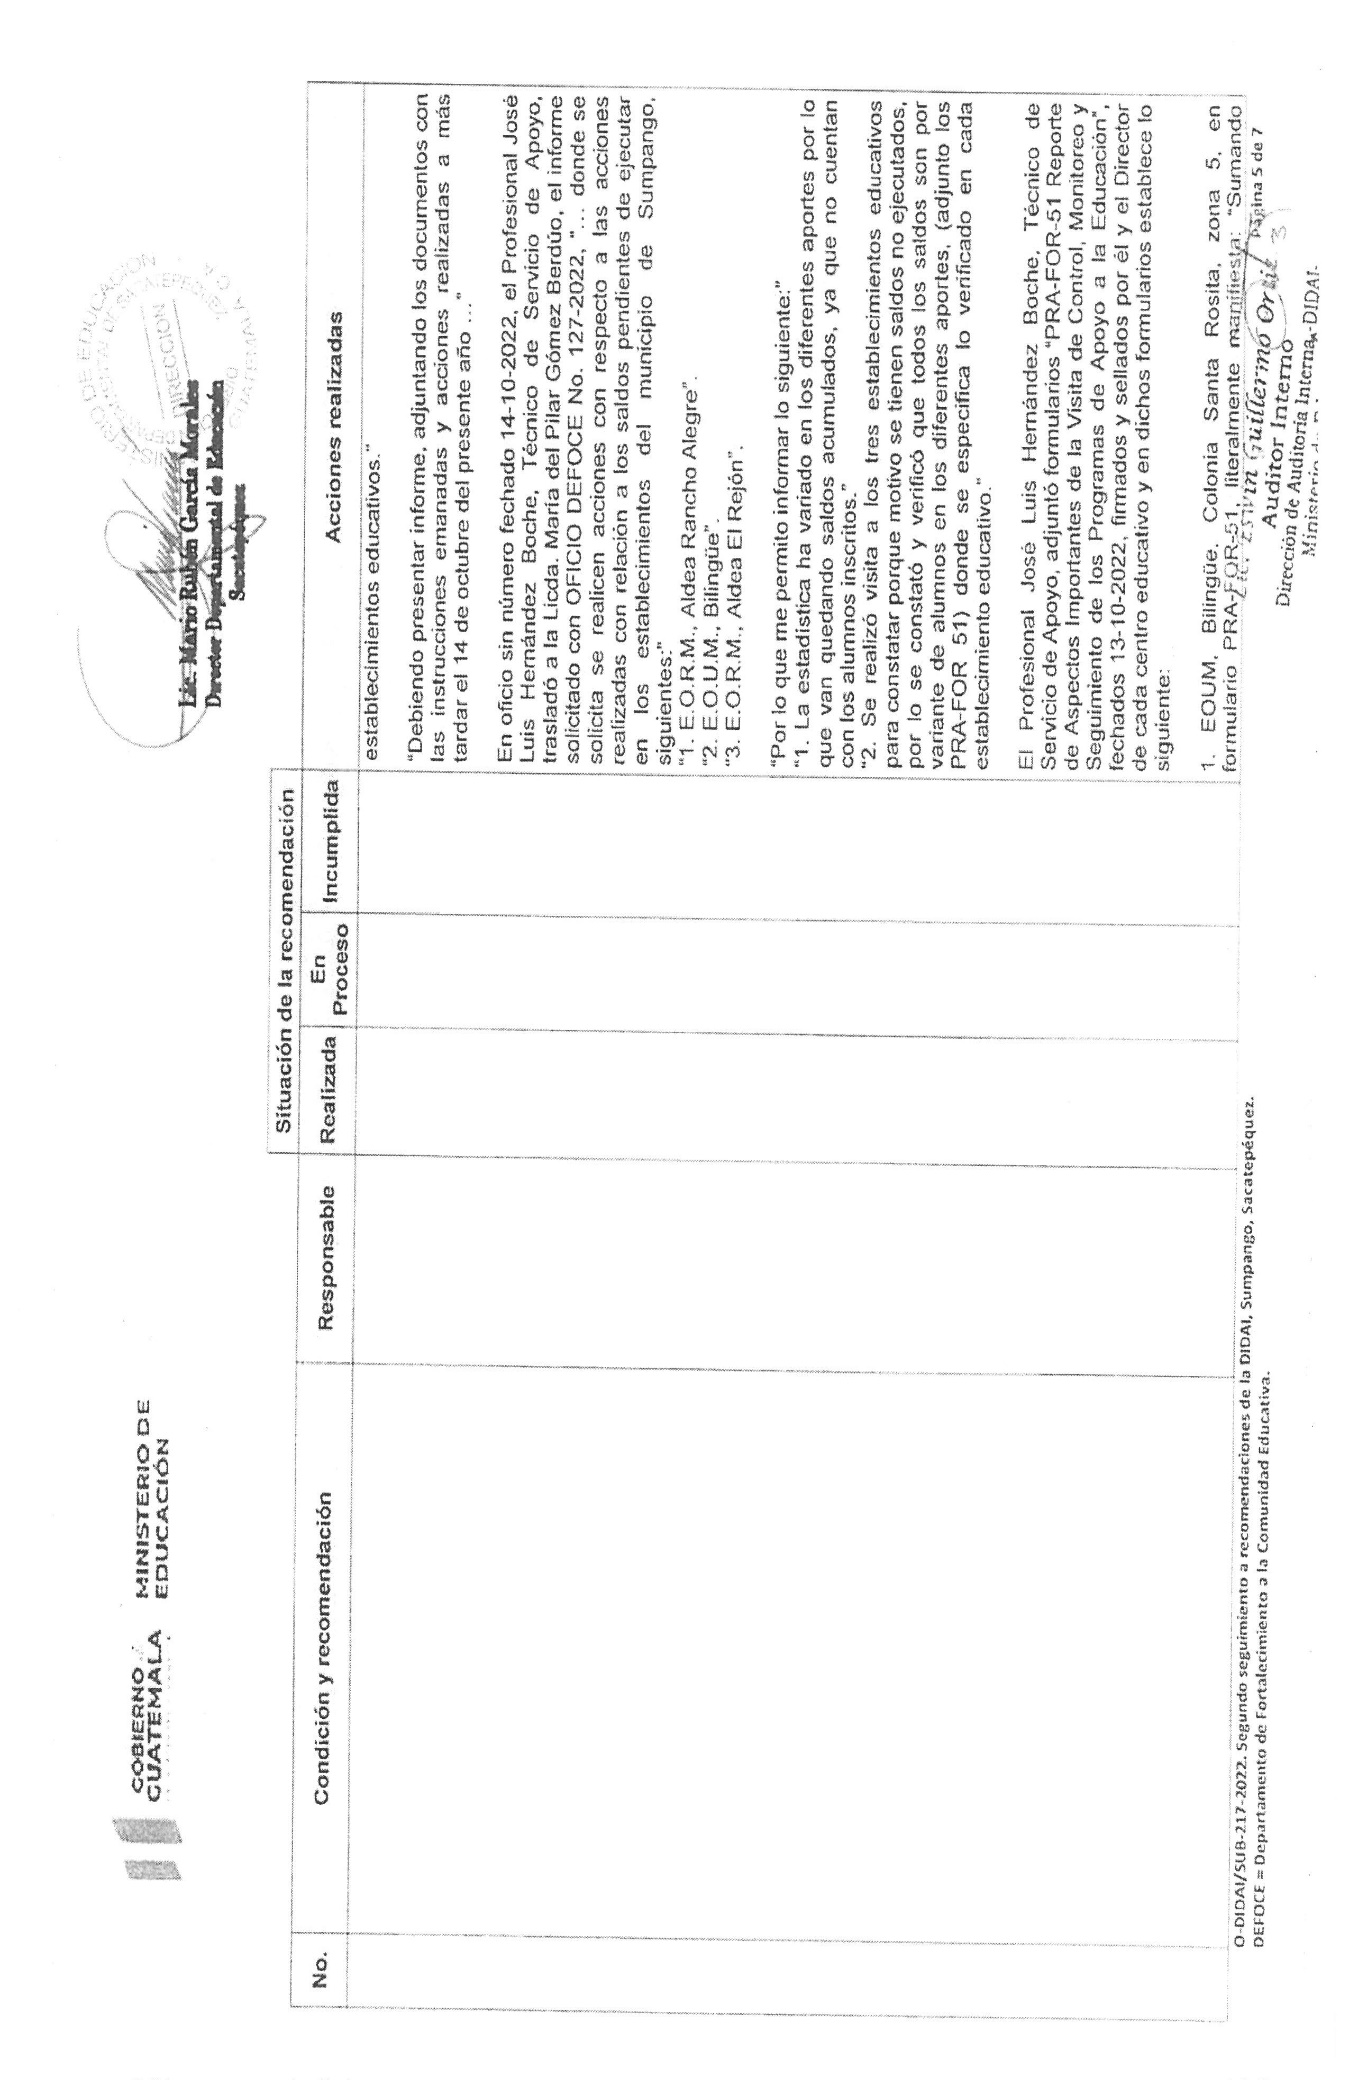 GOBIERNO
GUATEMALA
MINISTERIO DE
EDUCACIÓN
Lic. Mario Rubén García Morales
Director Departamental de Educación
Sacatepéquez
DIRECCION
No.
Condición y recomendación
Responsable
Situación de la recomendación
Realizada
En
Proceso
Incumplida
Acciones realizadas
establecimientos educativos.”
“Debiendo presentar informe, adjuntando los documentos con
las instrucciones emanadas y acciones realizadas a más
tardar el 14 de octubre del presente año …”
En oficio sin número fechado 14-10-2022, el Profesional José
Luis Hernández Boche, Técnico de Servicio de Apoyo,
trasladó a la Licda. María del Pilar Gómez Berdúo, el informe
solicitado con OFICIO DEFOCE No. 127-2022, “… donde se
solicita se realicen acciones con respecto a las acciones
realizadas con relación a los saldos pendientes de ejecutar
en los establecimientos del municipio de Sumpango,
siguientes:”
“1. E.O.R.M., Aldea Rancho Alegre”.
“2. E.O.U.M., Bilingüe”.
“3. E.O.R.M., Aldea El Rejón”.
“Por lo que me permito informar lo siguiente:”
“1. La estadística ha variado en los diferentes aportes por lo
que van quedando saldos acumulados, ya que no cuentan
con los alumnos inscritos.”
“2. Se realizó visita a los tres establecimientos educativos
para constatar porque motivo se tienen saldos no ejecutados,
por lo se constató y verificó que todos los saldos son por
variante de alumnos en los diferentes aportes, (adjunto los
PRA-FOR 51) donde se especifica lo verificado en cada
establecimiento educativo.”
El Profesional José Luis Hernández Boche, Técnico de
Servicio de Apoyo, adjuntó formularios “PRA-FOR-51 Reporte
de Aspectos Importantes de la Visita de Control, Monitoreo y
Seguimiento de los Programas de Apoyo a la Educación”,
fechados 13-10-2022, firmados y sellados por él y el Director
de cada centro educativo y en dichos formularios establece lo
siguiente:
1. EOUM, Bilingüe, Colonia Santa Rosita, zona 5, en
formulario PRA-FOR-51, literalmente manifiesta: “Sumando
O-DIDAI/SUB-217-2022. Segundo seguimiento a recomendaciones de la DIDAI, Sumpango, Sacatepéquez.
DEFOCE = Departamento de Fortalecimiento a la Comunidad Educativa.
Página 5 de 7
Guillermo
Auditor Interno
Dirección de Auditoría Interna -DIDAI-